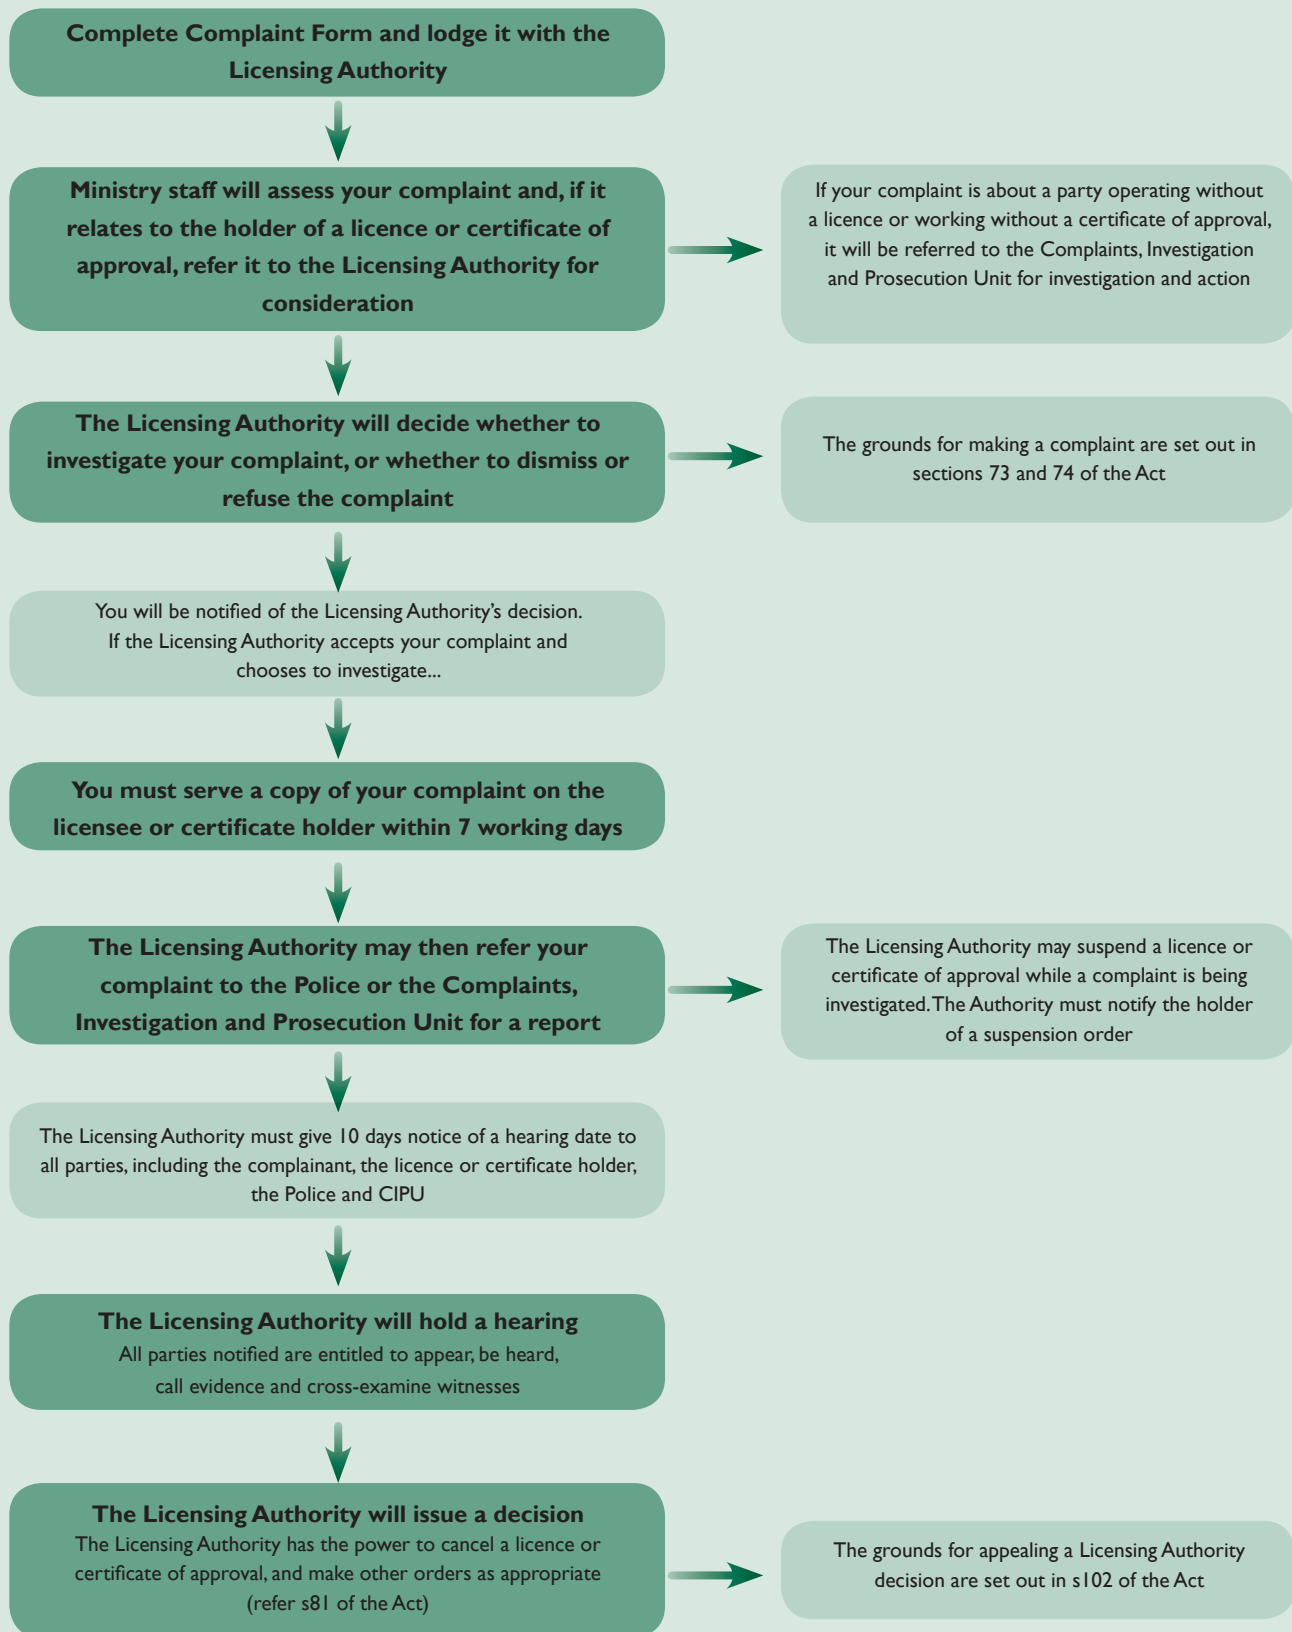 Complete Complaint Form and lodge it with the
Licensing Authority
Ministry staff will assess your complaint and, if it
relates to the holder of a licence or certificate of
approval, refer it to the Licensing Authority for
consideration
If your complaint is about a party operating without
a licence or working without a certificate of approval,
it will be referred to the Complaints, Investigation
and Prosecution Unit for investigation and action
The Licensing Authority will decide whether to
investigate your complaint, or whether to dismiss or
refuse the complaint
The grounds for making a complaint are set out in
sections 73 and 74 of the Act
You will be notified of the Licensing Authority's decision.
If the Licensing Authority accepts your complaint and
chooses to investigate...
You must serve a copy of your complaint on the
licensee or certificate holder within 7 working days
The Licensing Authority may then refer your
complaint to the Police or the Complaints,
Investigation and Prosecution Unit for a report
The Licensing Authority may suspend a licence or
certificate of approval while a complaint is being
investigated. The Authority must notify the holder
of a suspension order
The Licensing Authority must give 10 days notice of a hearing date to
all parties, including the complainant, the licence or certificate holder,
the Police and CIPU
The Licensing Authority will hold a hearing
All parties notified are entitled to appear, be heard,
call evidence and cross-examine witnesses
The Licensing Authority will issue a decision
The Licensing Authority has the power to cancel a licence or
certificate of approval, and make other orders as appropriate
(refer s81 of the Act)
The grounds for appealing a Licensing Authority
decision are set out in s102 of the Act